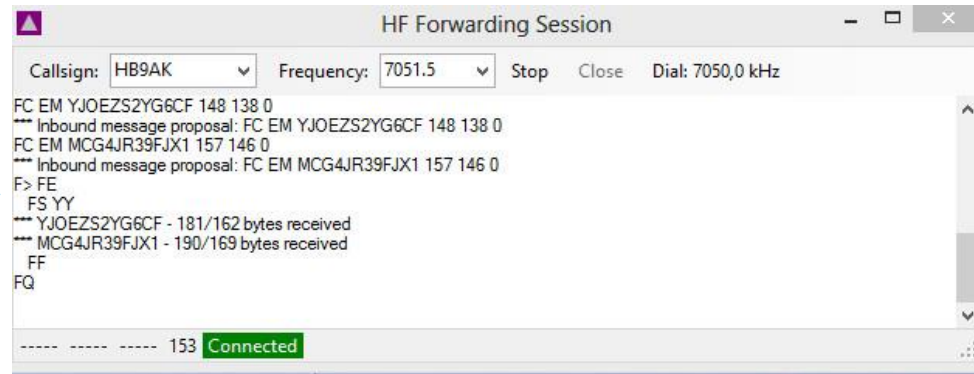 HF Forwarding Session
Callsign: HB9AK Frequency: 7051.5 Stop Close Dial: 7050,0 kHz
FC EM YJOEZS2YG6CF 148 138 0
*** Inbound message proposal: FC EM YJOEZS2YG6CF 148 138 0
FC EM MCG4JR39FJX1 157 146 0
*** Inbound message proposal: FC EM MCG4JR39FJX1 157 146 0
F> FE
FS YY
*** YJOEZS2YG6CF - 181/162 bytes received
*** MCG4JR39FJX1 - 190/169 bytes received
FF
FQ
----- ----- ----- 153 Connected